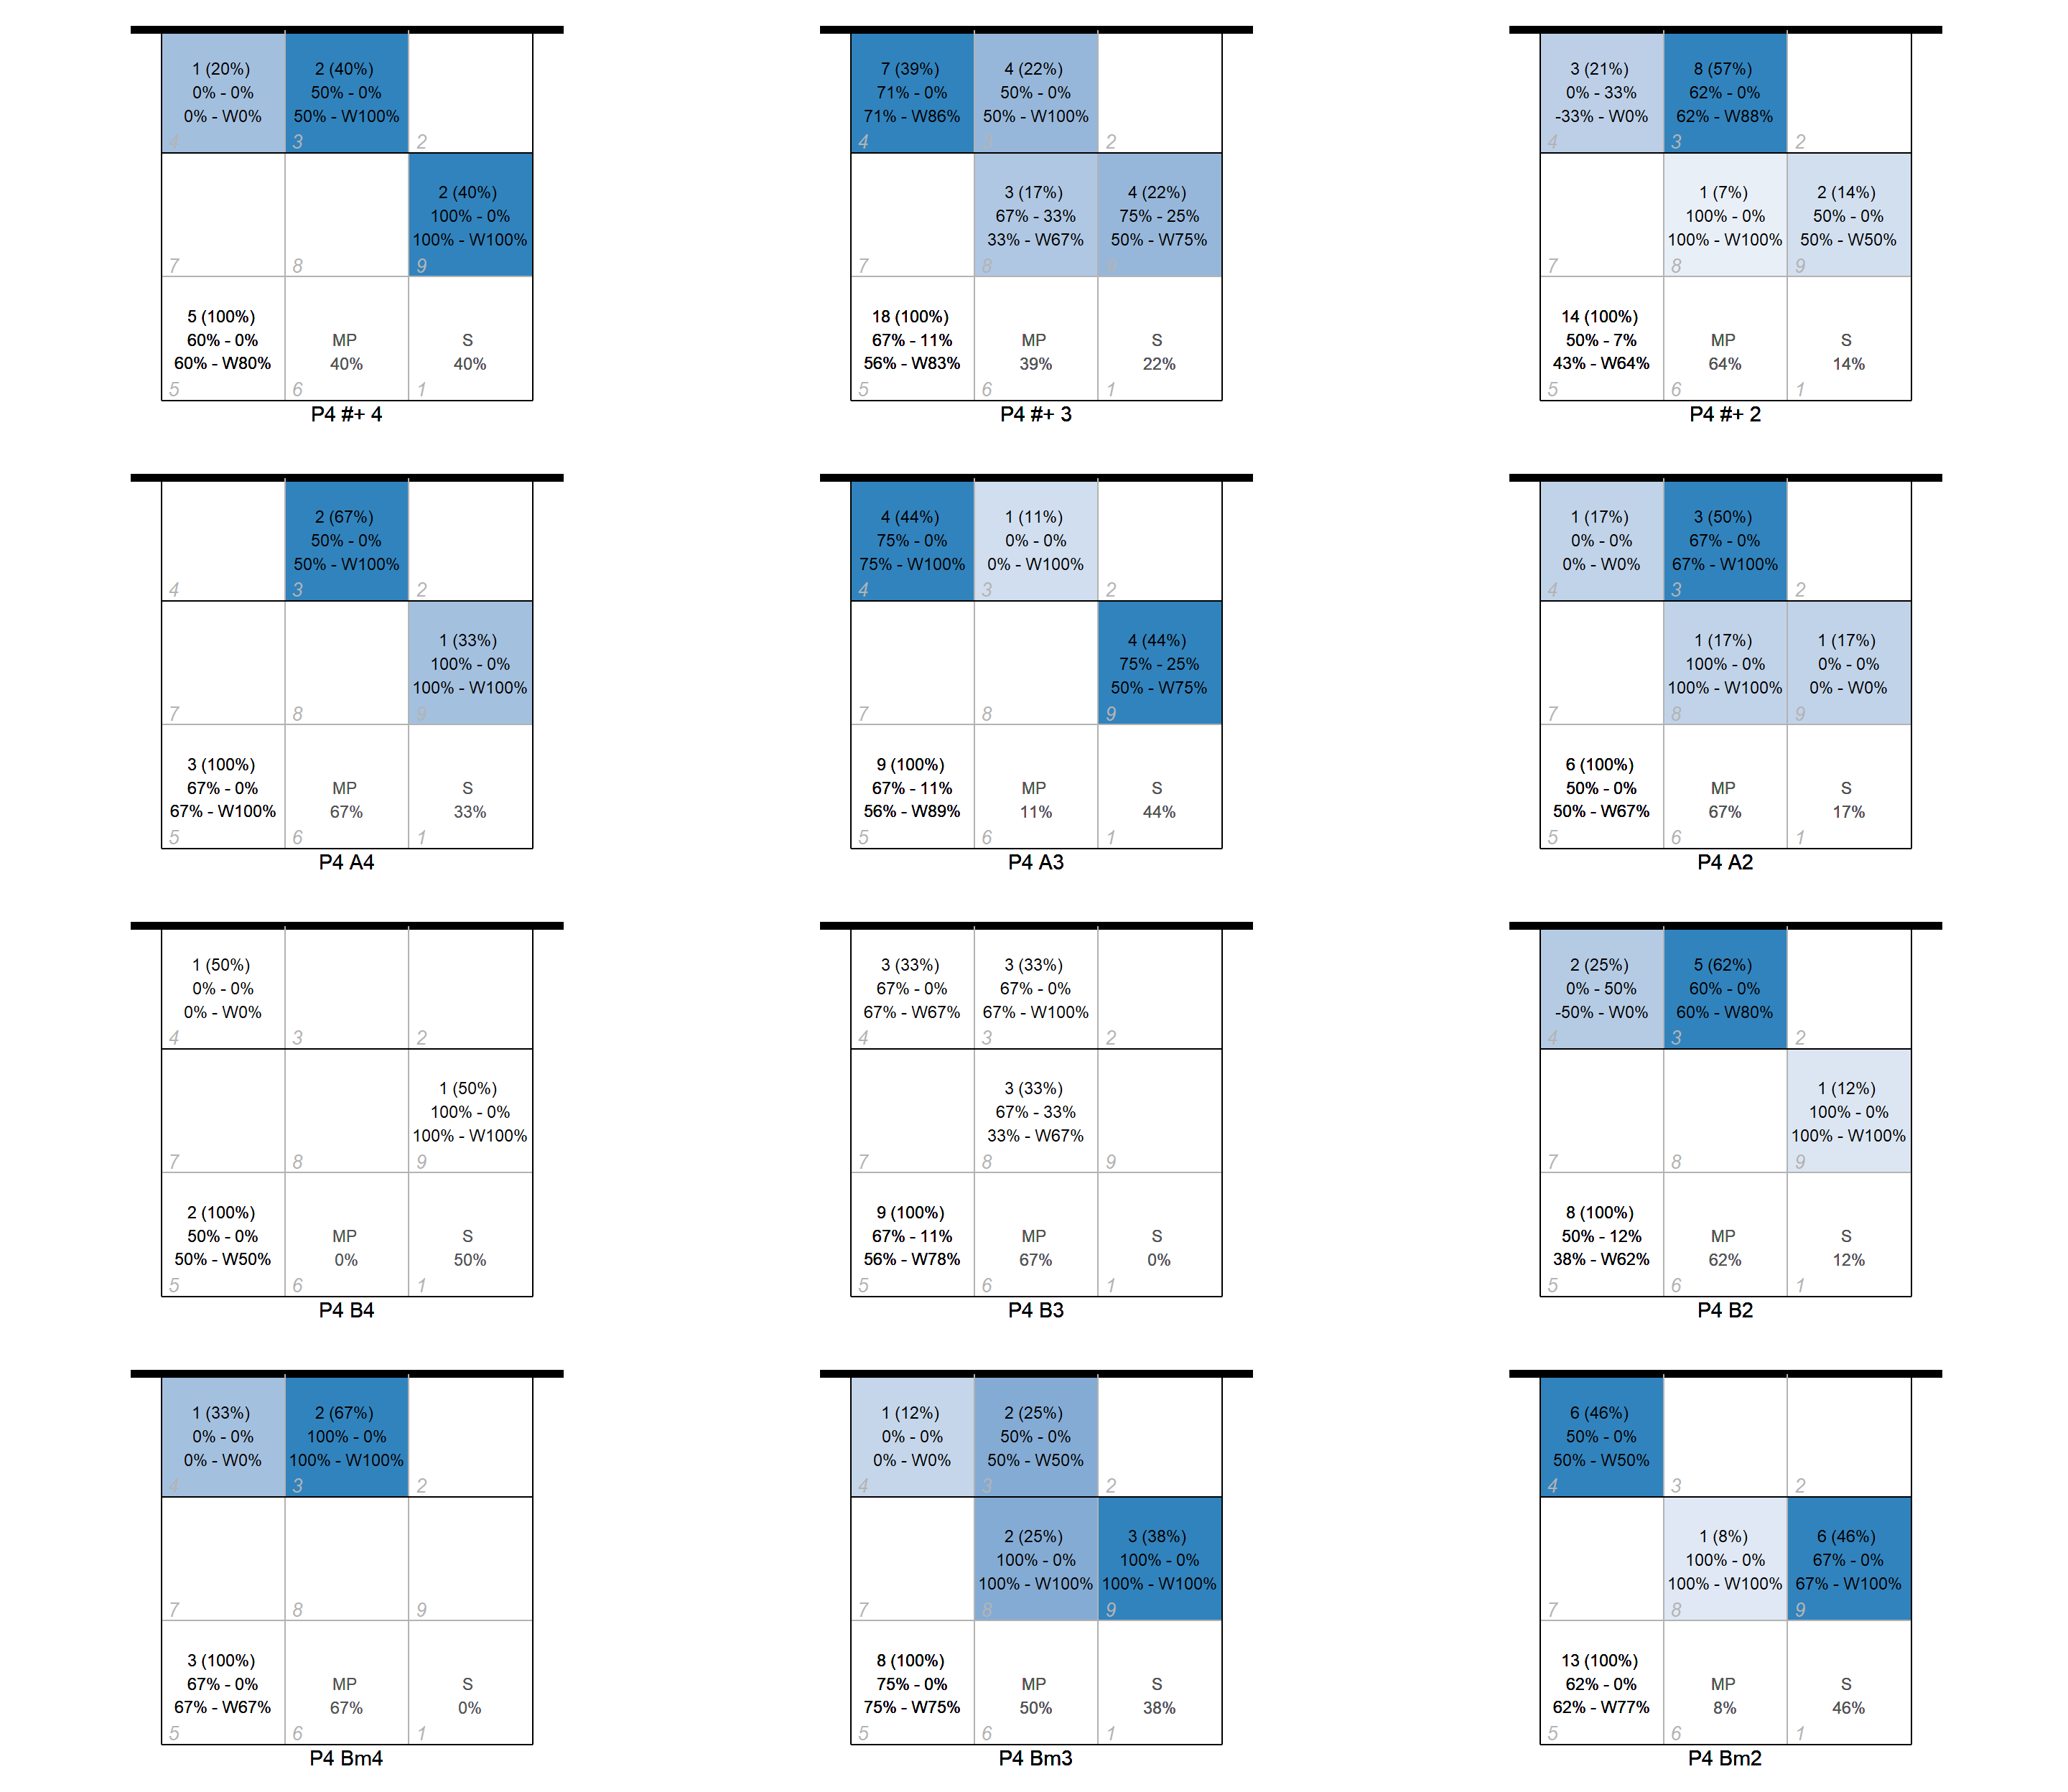 1 (20%)
0% - 0%
0% - W0%
4
2 (40%)
50% - 0%
50% - W100%
3
2
7
8
2 (40%)
100% - 0%
100% - W100%
9
5 (100%)
60% - 0%
60% - W80%
5
MP
40%
6
S
40%
1
P4 #+ 4
7 (39%)
71% - 0%
71% - W86%
4
4 (22%)
50% - 0%
50% - W100%
3
2
7
3 (17%)
67% - 33%
33% - W67%
8
4 (22%)
75% - 25%
50% - W75%
9
18 (100%)
67% - 11%
56% - W83%
5
MP
39%
6
S
22%
1
P4 #+ 3
3 (21%)
0% - 33%
-33% - W0%
4
8 (57%)
62% - 0%
62% - W88%
3
2
7
1 (7%)
100% - 0%
100% - W100%
8
2 (14%)
50% - 0%
50% - W50%
9
14 (100%)
50% - 7%
43% - W64%
5
MP
64%
6
S
14%
1
P4 #+ 2
4
2 (67%)
50% - 0%
50% - W100%
3
2
7
8
1 (33%)
100% - 0%
100% - W100%
9
3 (100%)
67% - 0%
67% - W100%
5
MP
67%
6
S
33%
1
P4 A4
4 (44%)
75% - 0%
75% - W100%
4
1 (11%)
0% - 0%
0% - W100%
3
2
7
8
4 (44%)
75% - 25%
50% - W75%
9
9 (100%)
67% - 11%
56% - W89%
5
MP
11%
6
S
44%
1
P4 A3
1 (17%)
0% - 0%
0% - W0%
4
3 (50%)
67% - 0%
67% - W100%
3
2
7
1 (17%)
100% - 0%
100% - W100%
8
1 (17%)
0% - 0%
0% - W0%
9
6 (100%)
50% - 0%
50% - W67%
5
MP
67%
6
S
17%
1
P4 A2
1 (50%)
0% - 0%
0% - W0%
4
3
2
7
8
1 (50%)
100% - 0%
100% - W100%
9
2 (100%)
50% - 0%
50% - W50%
5
MP
0%
6
S
50%
1
P4 B4
3 (33%)
67% - 0%
67% - W67%
4
3 (33%)
67% - 0%
67% - W100%
3
2
7
3 (33%)
67% - 33%
33% - W67%
8
9
9 (100%)
67% - 11%
56% - W78%
5
MP
67%
6
S
0%
1
P4 B3
2 (25%)
0% - 50%
-50% - W0%
4
5 (62%)
60% - 0%
60% - W80%
3
2
7
8
1 (12%)
100% - 0%
100% - W100%
9
8 (100%)
50% - 12%
38% - W62%
5
MP
62%
6
S
12%
1
P4 B2
1 (33%)
0% - 0%
0% - W0%
4
2 (67%)
100% - 0%
100% - W100%
3
2
7
8
9
3 (100%)
67% - 0%
67% - W67%
5
MP
67%
6
S
0%
1
P4 Bm4
1 (12%)
0% - 0%
0% - W0%
4
2 (25%)
50% - 0%
50% - W50%
3
2
7
2 (25%)
100% - 0%
100% - W100%
8
3 (38%)
100% - 0%
100% - W100%
9
8 (100%)
75% - 0%
75% - W75%
5
MP
50%
6
S
38%
1
P4 Bm3
6 (46%)
50% - 0%
50% - W50%
4
3
2
7
1 (8%)
100% - 0%
100% - W100%
8
6 (46%)
67% - 0%
67% - W100%
9
13 (100%)
62% - 0%
62% - W77%
5
MP
8%
6
S
46%
1
P4 Bm2